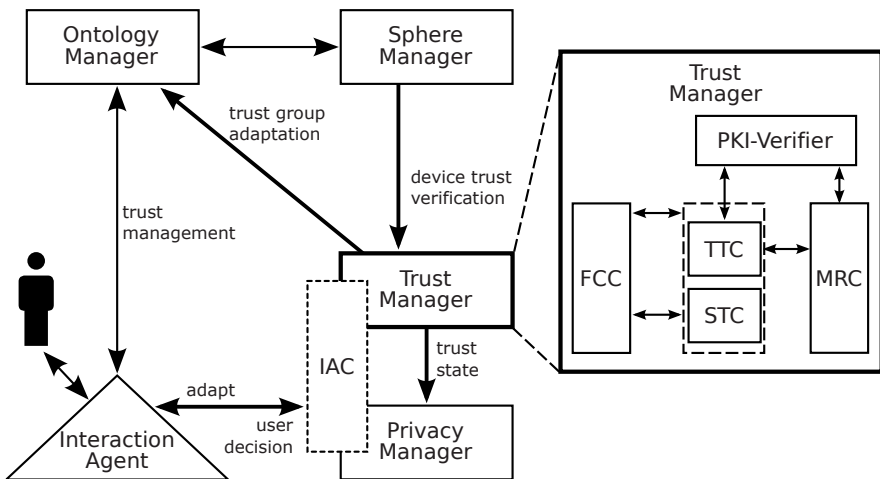 Ontology
Manager
Sphere
Manager
trust group
adaptation
device trust
verification
trust
management
Trust
Manager
IAC
trust
state
adapt
user
decision
Interaction
Agent
Privacy
Manager
Trust
Manager
PKI-Verifier
FCC
TTC
STC
MRC